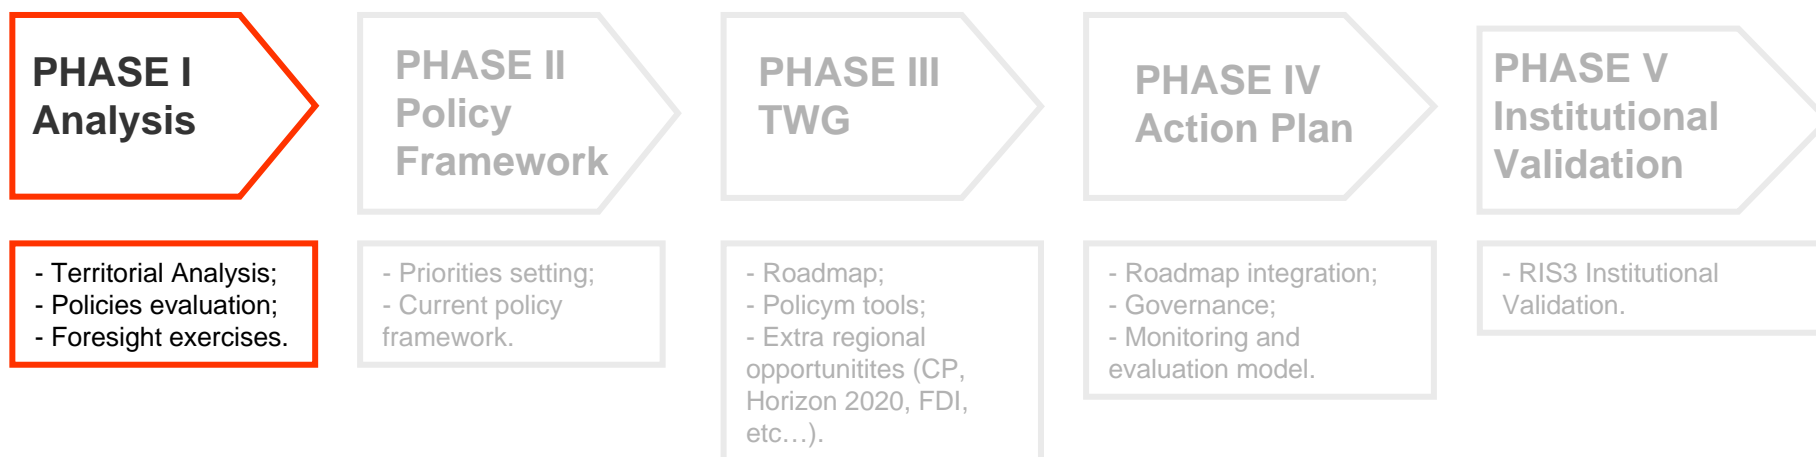 PHASE I
Analysis
PHASE II
Policy
Framework
PHASE III
TWG
PHASE IV
Action Plan
PHASE V
Institutional
Validation
- Territorial Analysis;
- Policies evaluation;
- Foresight exercises.
- Priorities setting;
- Current policy
framework.
- Roadmap;
- Policym tools;
- Extra regional
opportunitites (CP,
Horizon 2020, FDI,
etc…).
- Roadmap integration;
- Governance;
- Monitoring and
evaluation model.
- RIS3 Institutional
Validation.